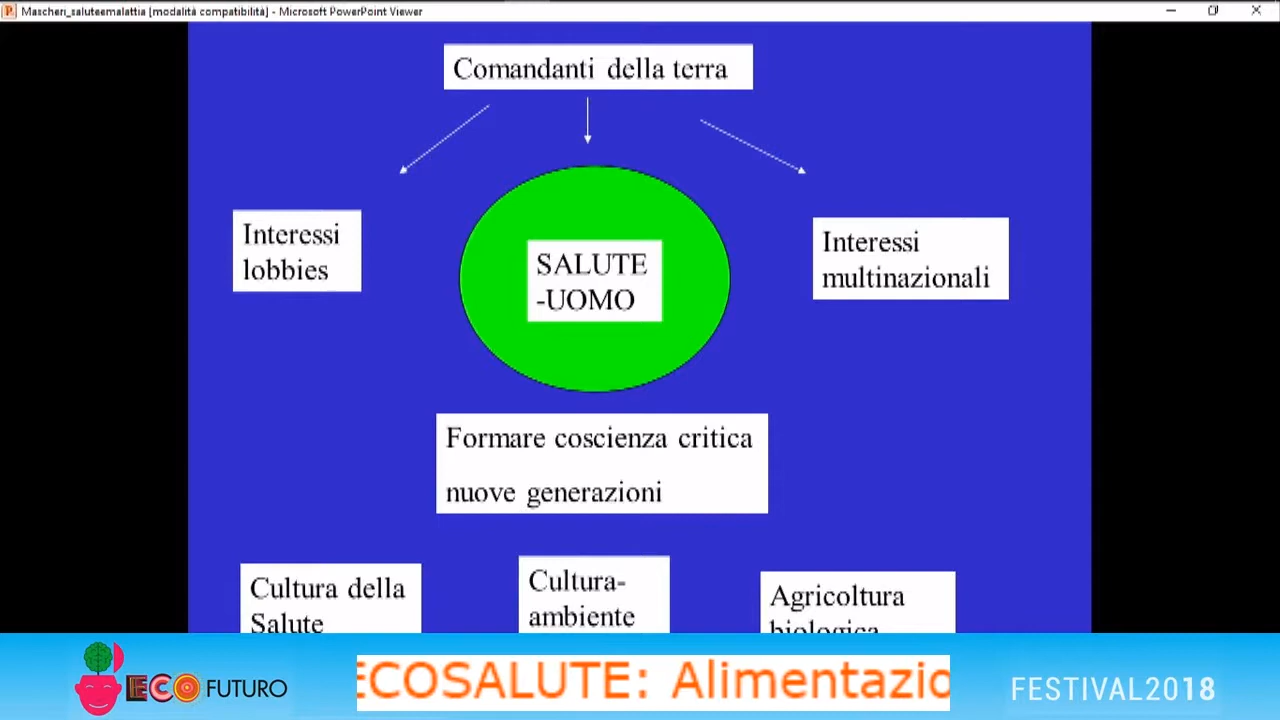 Mascheri_saluteemalattia [modalità compatibilità] - Microsoft PowerPoint Viewer
Comandanti della terra
Interessi
lobbies
SALUTE
-UOMO
Interessi
multinazionali
Formare coscienza critica
nuove generazioni
Cultura della
Salute
Cultura-
ambiente
Agricoltura
biologica
ECO FUTURO
ECOSALUTE: Alimentazio
FESTIVAL2018